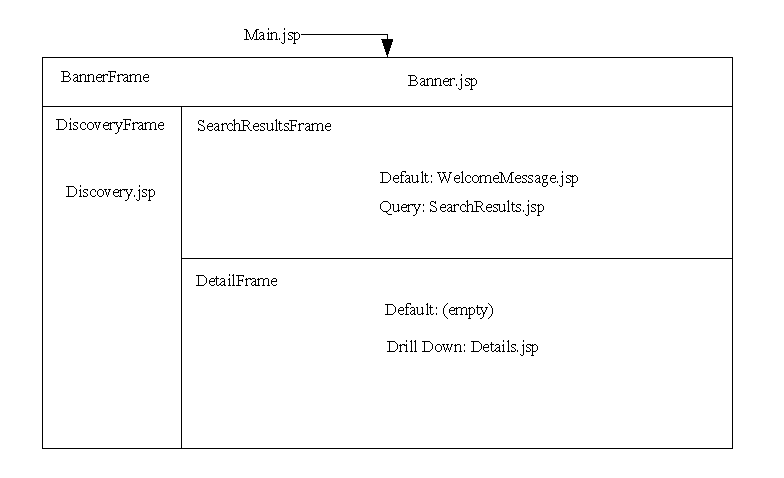 Main.jsp
BannerFrame
Banner.jsp
DiscoveryFrame
Discovery.jsp
SearchResultsFrame
Default: WelcomeMessage.jsp
Query: SearchResults.jsp
DetailFrame
Default: (empty)
Drill Down: Details.jsp